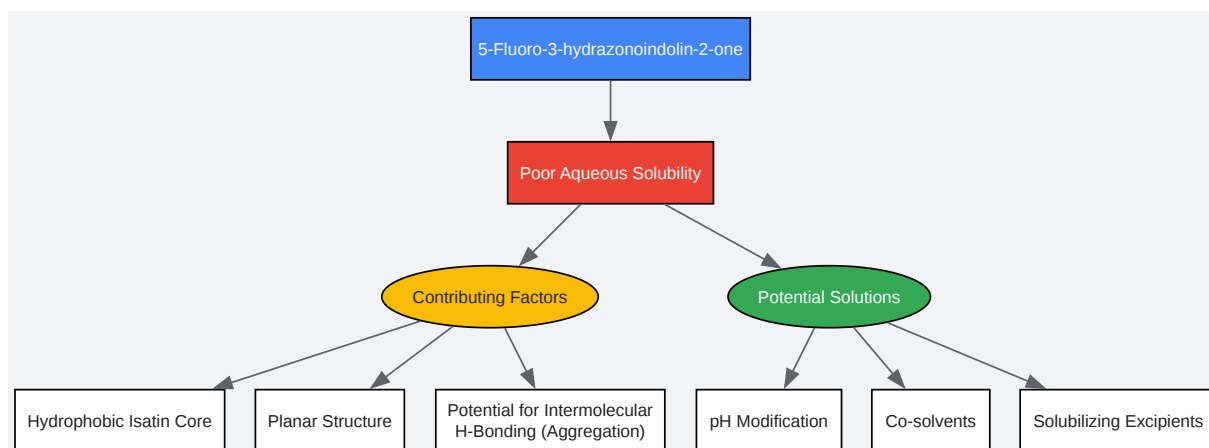 5-Fluoro-3-hydrazonoindolin-2-one
Poor Aqueous Solubility
Contributing Factors
Potential Solutions
Hydrophobic Isatin Core
Planar Structure
Potential for Intermolecular
H-Bonding (Aggregation)
pH Modification
Co-solvents
Solubilizing Excipients